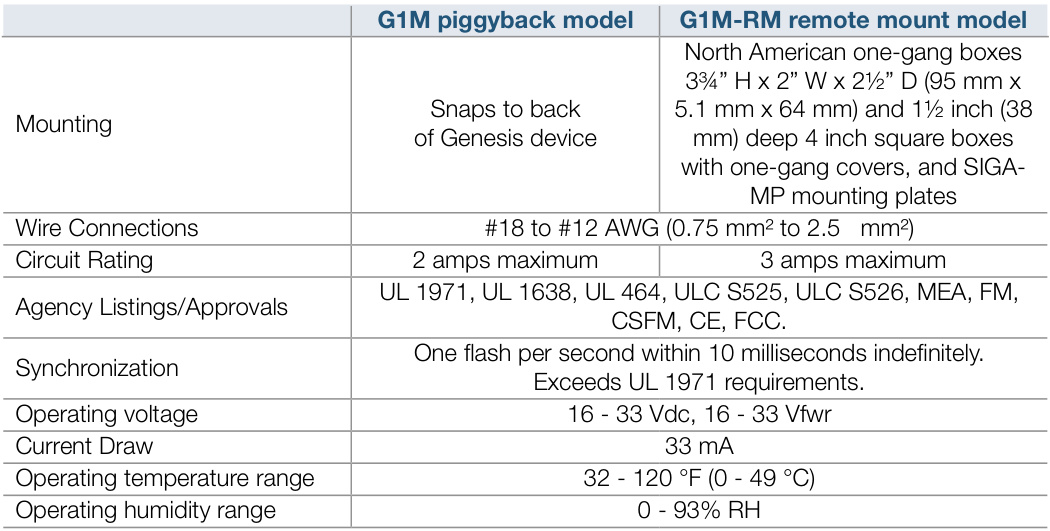 G1M piggyback model G1M-RM remote mount model
Mounting
Snaps to back
of Genesis device
North American one-gang boxes
3¾” H x 2” W x 2½” D (95 mm x
5.1 mm x 64 mm) and 1½ inch (38
mm) deep 4 inch square boxes
with one-gang covers, and SIGA-
MP mounting plates
Wire Connections #18 to #12 AWG (0.75 mm² to 2.5 mm²)
Circuit Rating 2 amps maximum 3 amps maximum
Agency Listings/Approvals
UL 1971, UL 1638, UL 464, ULC S525, ULC S526, MEA, FM,
CSFM, CE, FCC.
Synchronization
One flash per second within 10 milliseconds indefinitely.
Exceeds UL 1971 requirements.
Operating voltage 16 - 33 Vdc, 16 - 33 Vfwr
Current Draw 33 mA
Operating temperature range 32 - 120 °F (0 - 49 °C)
Operating humidity range 0 - 93% RH